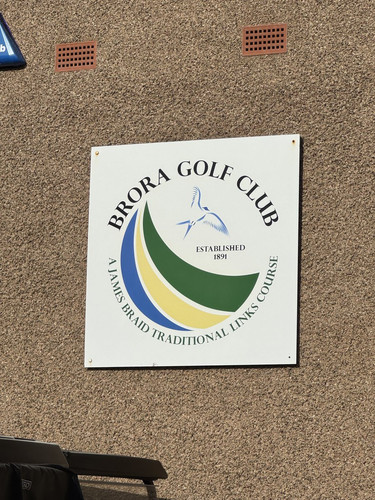 BRORA GOLF CLUB
ESTABLISHED
1891
A JAMES BRAID TRADITIONAL LINKS COURSE